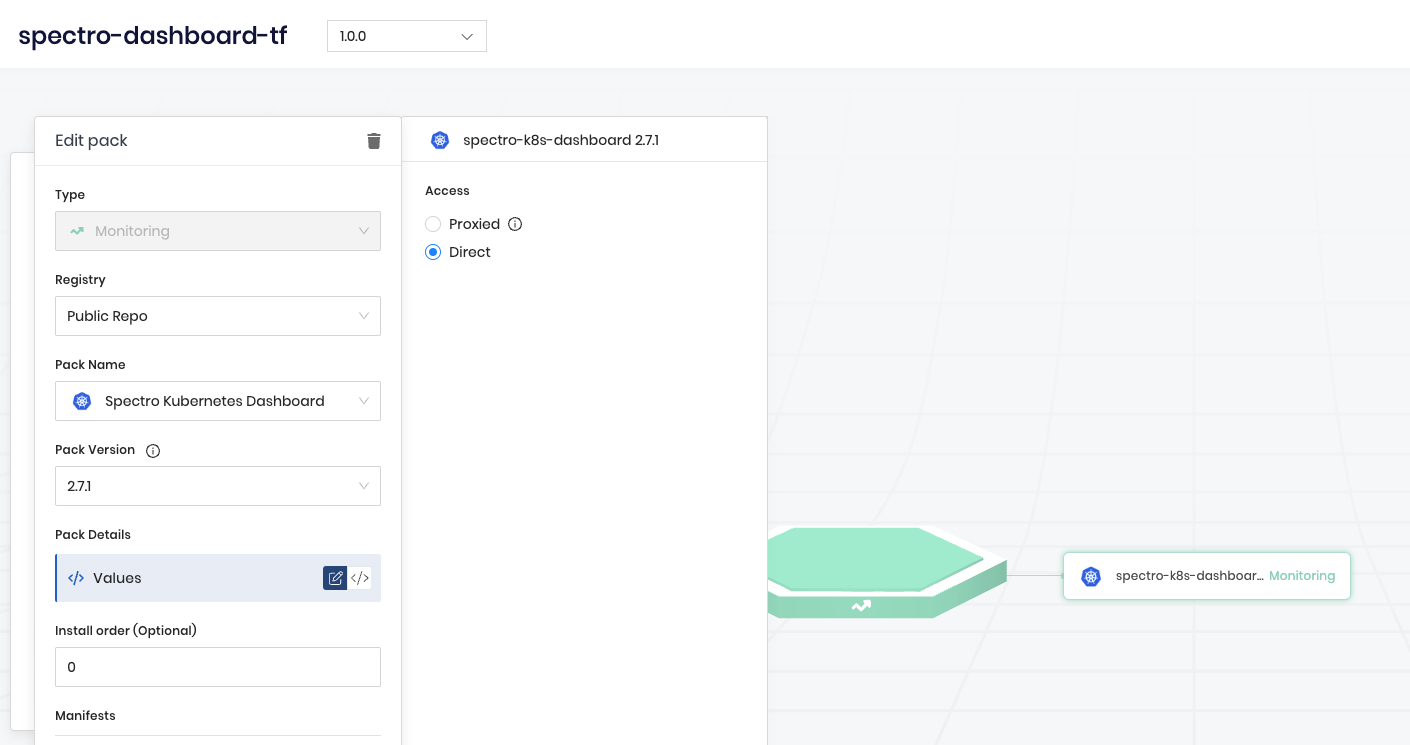 spectro-dashboard-tf
1.0.0
Edit pack
Type
Monitoring
Registry
Public Repo
Pack Name
Spectro Kubernetes Dashboard
Pack Version
2.7.1
Pack Details
</> Values </>
Install order (Optional)
0
Manifests
spectro-k8s-dashboard 2.7.1
Access
Proxied
Direct
spectro-k8s-dashboar... Monitoring